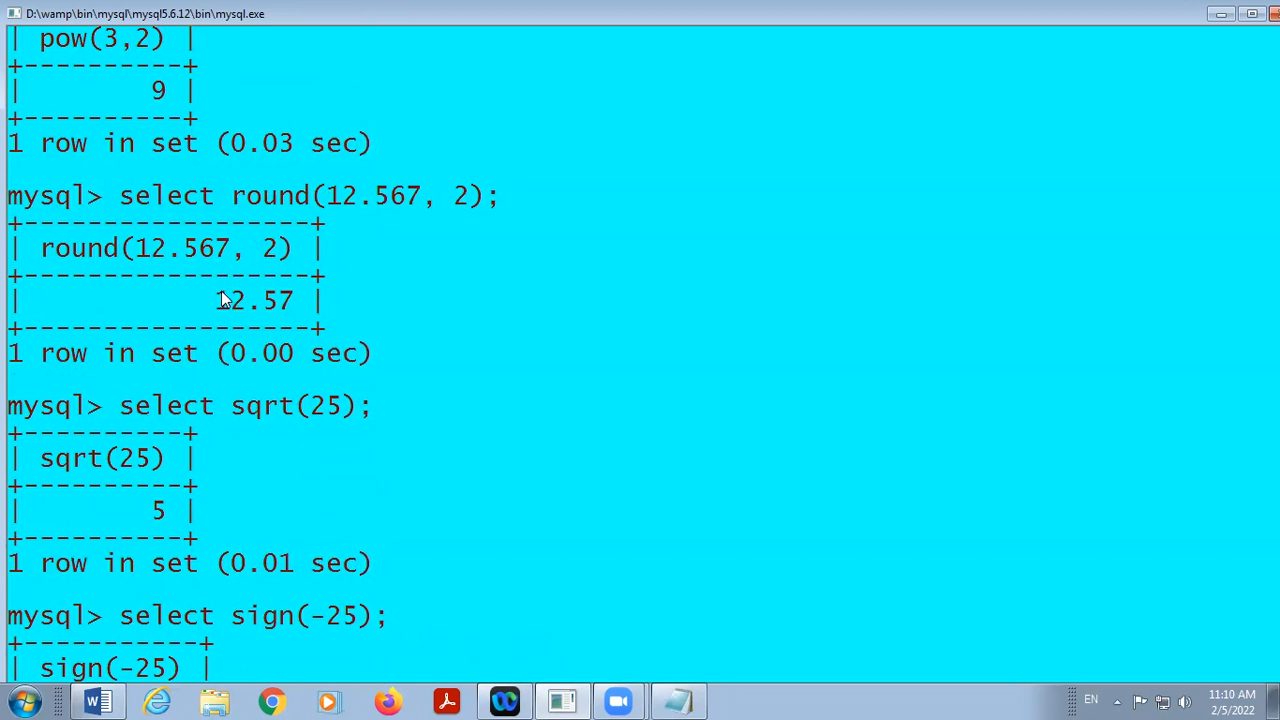 D:\wamp\bin\mysql\mysql5.6.12\bin\mysql.exe
| pow(3,2) |
+----------+
|        9 |
+----------+
1 row in set (0.03 sec)
mysql> select round(12.567, 2);
+------------------+
| round(12.567, 2) |
+------------------+
|            12.57 |
+------------------+
1 row in set (0.00 sec)
mysql> select sqrt(25);
+----------+
| sqrt(25) |
+----------+
|        5 |
+----------+
1 row in set (0.01 sec)
mysql> select sign(-25);
+-----------+
| sign(-25) |
EN
11:10 AM
2/5/2022